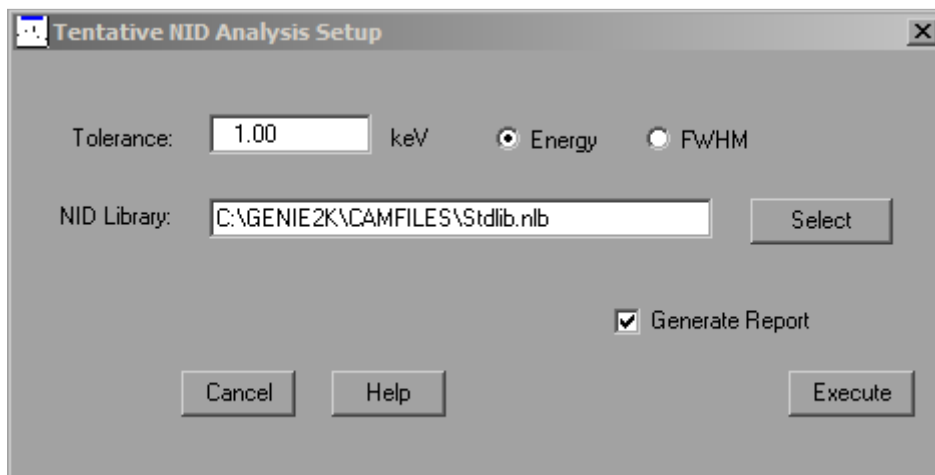 Tentative NID Analysis Setup
Tolerance: 1.00 keV Energy FWHM
NID Library: C:\GENIE2K\CAMFILES\Stdlib.nlb Select
Generate Report
Cancel Help Execute